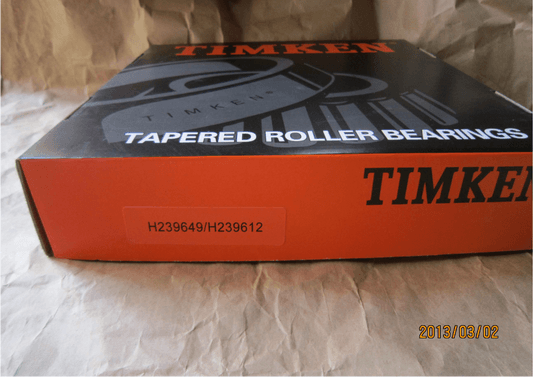 TIMKEN
TIMKEN®
TAPERED ROLLER BEARINGS
TIMKEN
H239649/H239612
2013/03/02